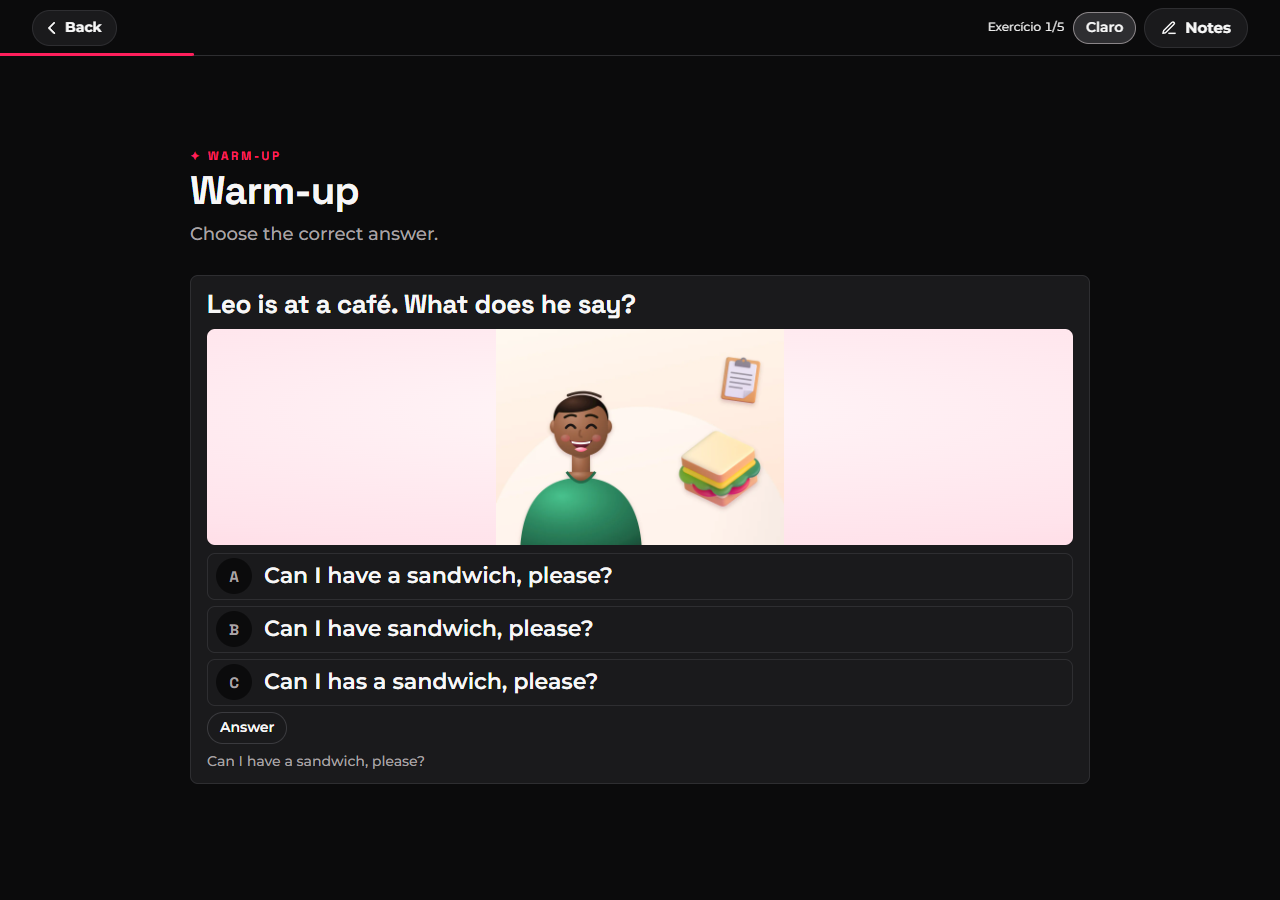 Back
Exercício 1/5
Claro
Notes
✦ WARM-UP
Warm-up
Choose the correct answer.
Leo is at a café. What does he say?
A Can I have a sandwich, please?
B Can I have sandwich, please?
C Can I has a sandwich, please?
Answer
Can I have a sandwich, please?